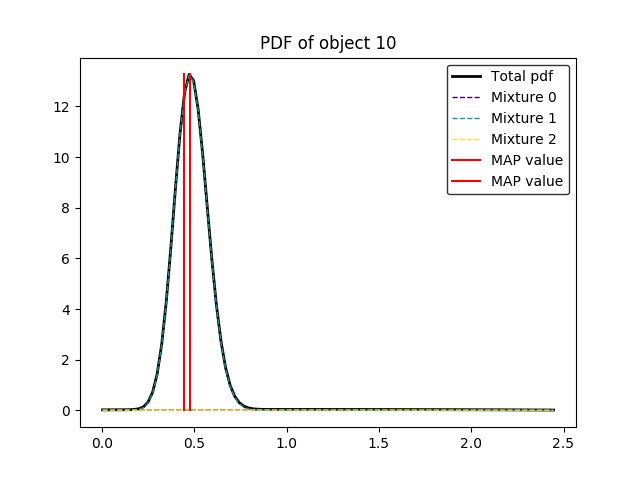 PDF of object 10
Total pdf
Mixture 0
Mixture 1
Mixture 2
MAP value
MAP value
12
10
8
6
4
2
0
0.0 0.5 1.0 1.5 2.0 2.5